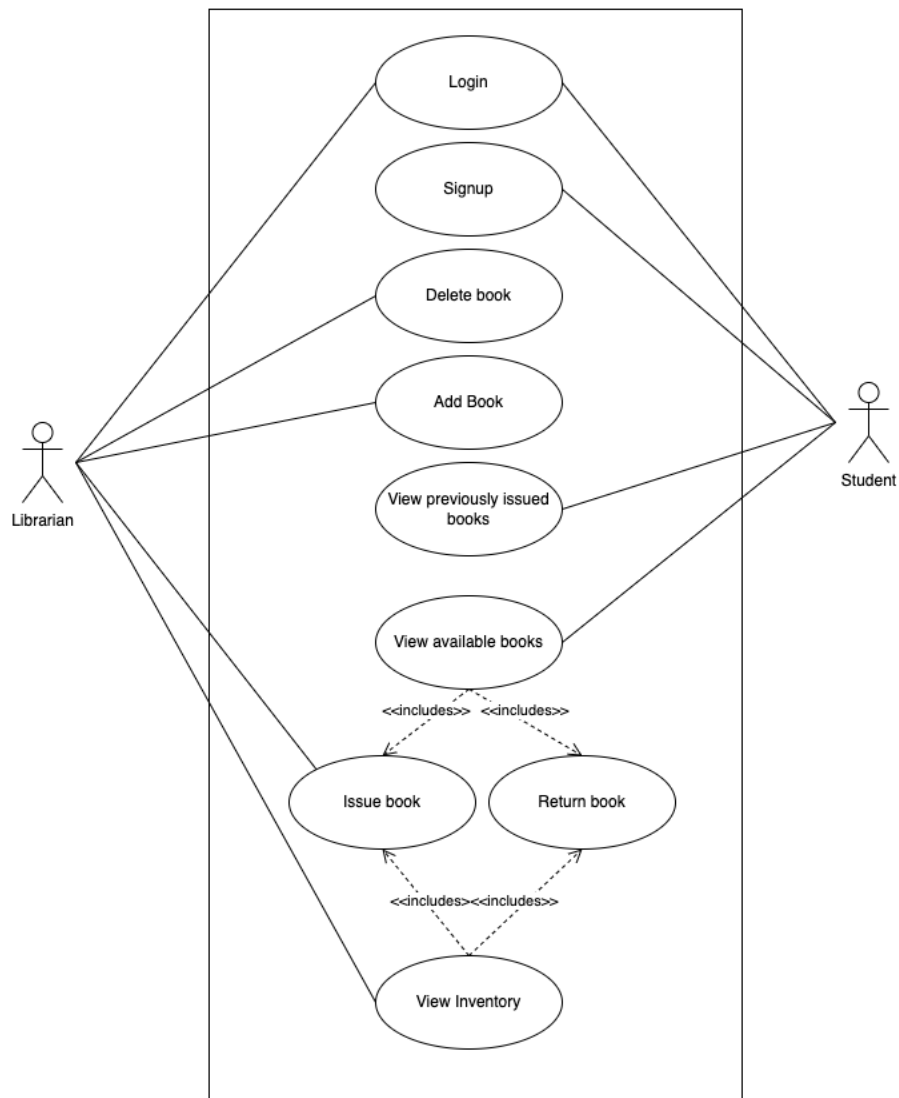 Login
Signup
Delete book
Add Book
Librarian
Student
View previously issued
books
View available books
<<includes>>
<<includes>>
Issue book
Return book
<<includes>
<<includes>>
View Inventory